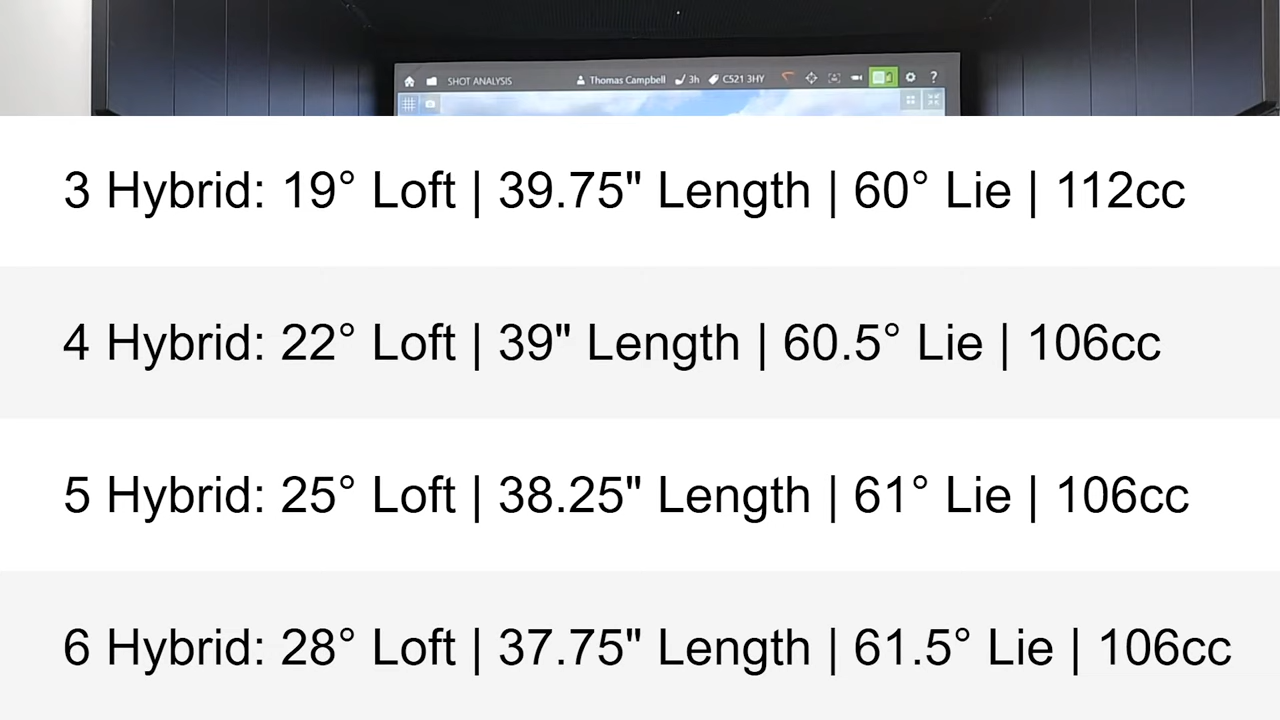 SHOT ANALYSIS Thomas Campbell 3h C521 3HY ?
3 Hybrid: 19° Loft | 39.75" Length | 60° Lie | 112cc
4 Hybrid: 22° Loft | 39" Length | 60.5° Lie | 106cc
5 Hybrid: 25° Loft | 38.25" Length | 61° Lie | 106cc
6 Hybrid: 28° Loft | 37.75" Length | 61.5° Lie | 106cc